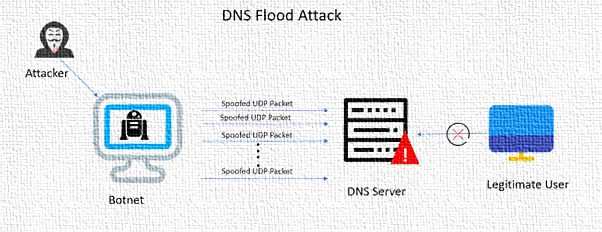 DNS Flood Attack
Attacker
Spoofed UDP Packet
Spoofed UDP Packet
Spoofed UDP Packet
Spoofed UDP Packet
Botnet
DNS Server
Legitimate User